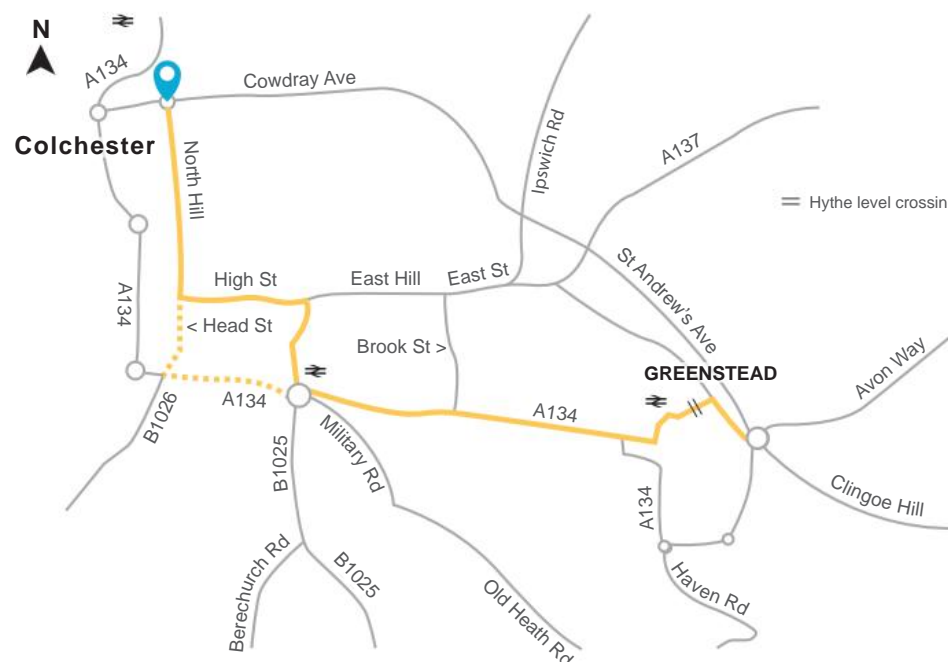 N
A134
Cowdray Ave
Colchester
Ipswich Rd
A137
North Hill
Hythe level crossin
St Andrew's Ave
High St
East Hill
East St
A134
< Head St
Brook St >
GREENSTEAD
Avon Way
A134
B1026
A134
Military Rd
B1025
A134
Clingoe Hill
Berechurch Rd
B1025
Old Heath Rd
Haven Rd